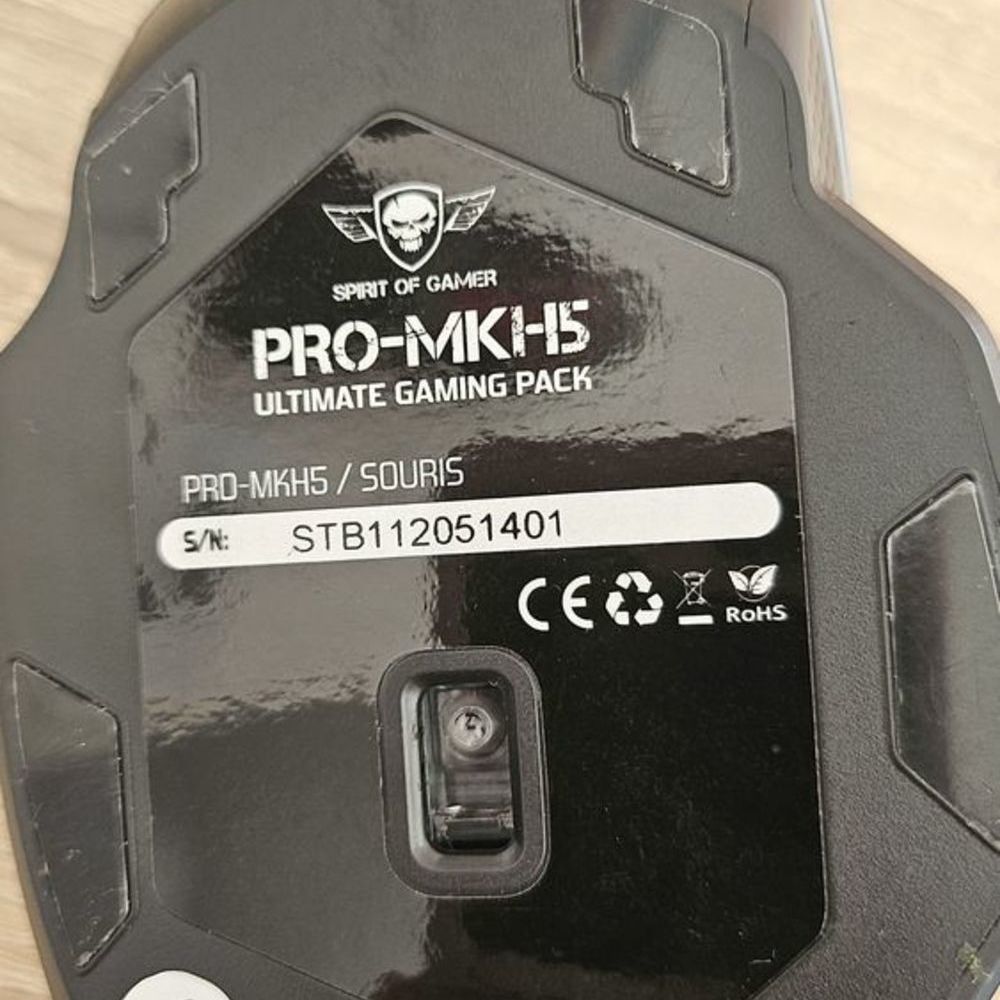 SPIRIT OF GAMER
PRO-MKH5
ULTIMATE GAMING PACK
PRO-MKH5 / SOURIS
S/N: STB112051401
CE RoHS